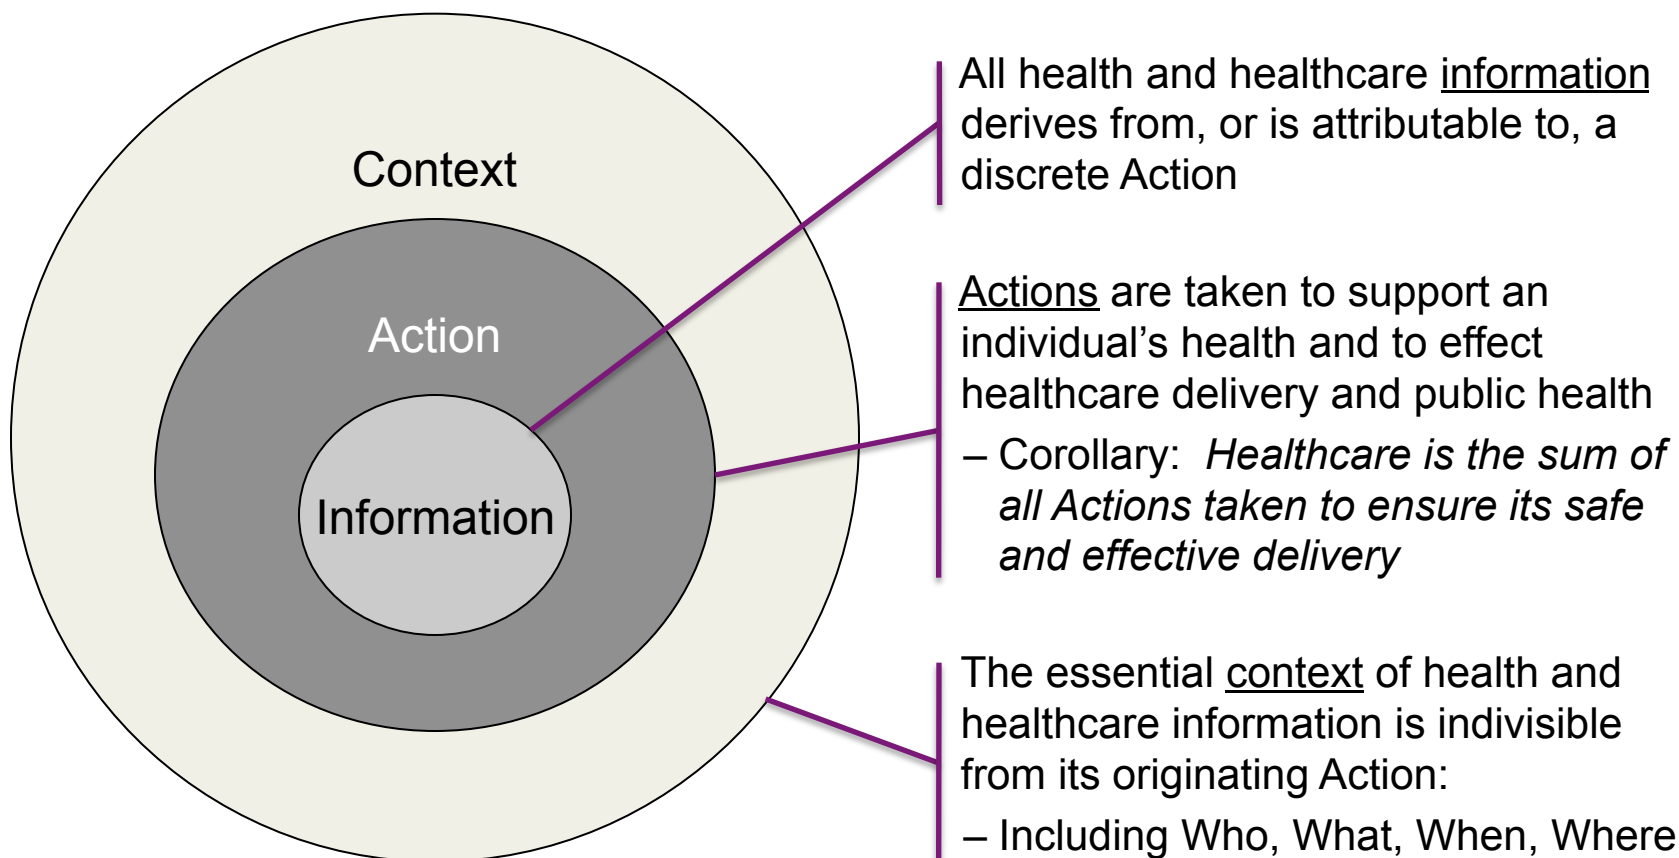 Context
Action
Information
All health and healthcare information
derives from, or is attributable to, a
discrete Action
Actions are taken to support an
individual’s health and to effect
healthcare delivery and public health
– Corollary:  Healthcare is the sum of
all Actions taken to ensure its safe
and effective delivery
The essential context of health and
healthcare information is indivisible
from its originating Action:
– Including Who, What, When, Where